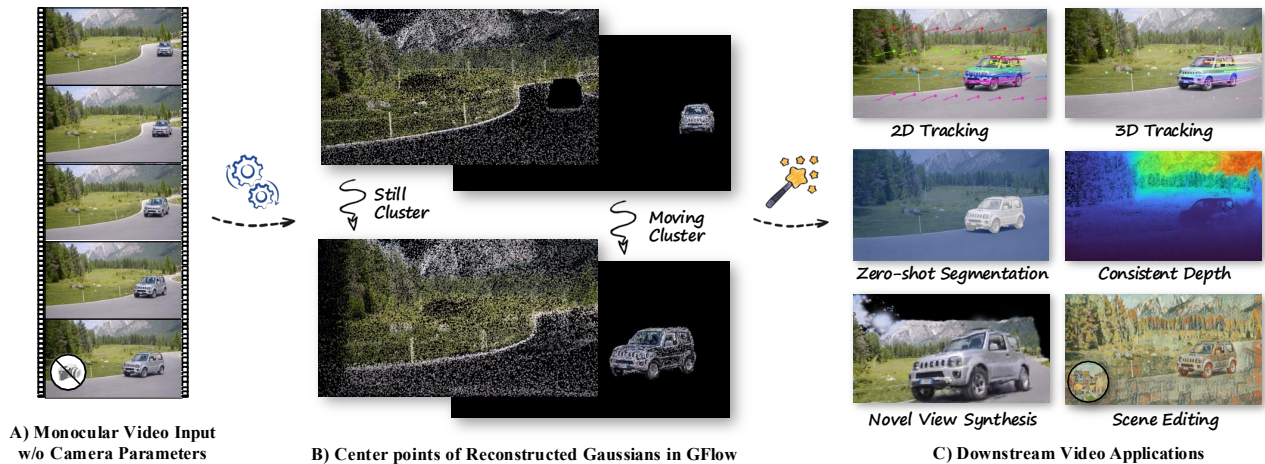 Still
Cluster
Moving
Cluster
2D Tracking
3D Tracking
Zero-shot Segmentation
Consistent Depth
Novel View Synthesis
Scene Editing
A) Monocular Video Input
w/o Camera Parameters
B) Center points of Reconstructed Gaussians in GFlow
C) Downstream Video Applications